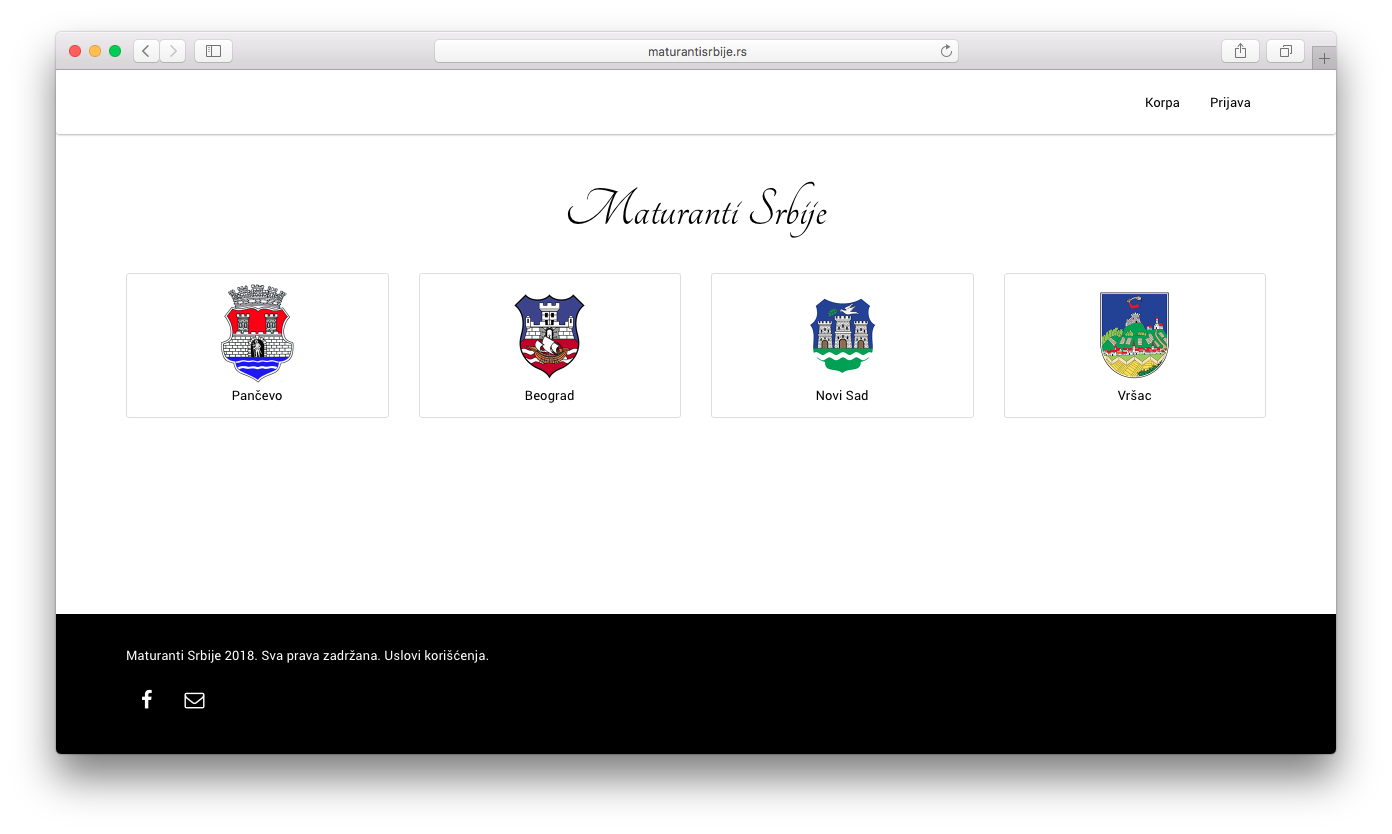 maturantisrbije.rs
Korpa Prijava
Maturanti Srbije
Pančevo Beograd Novi Sad Vršac
Maturanti Srbije 2018. Sva prava zadržana. Uslovi korišćenja.